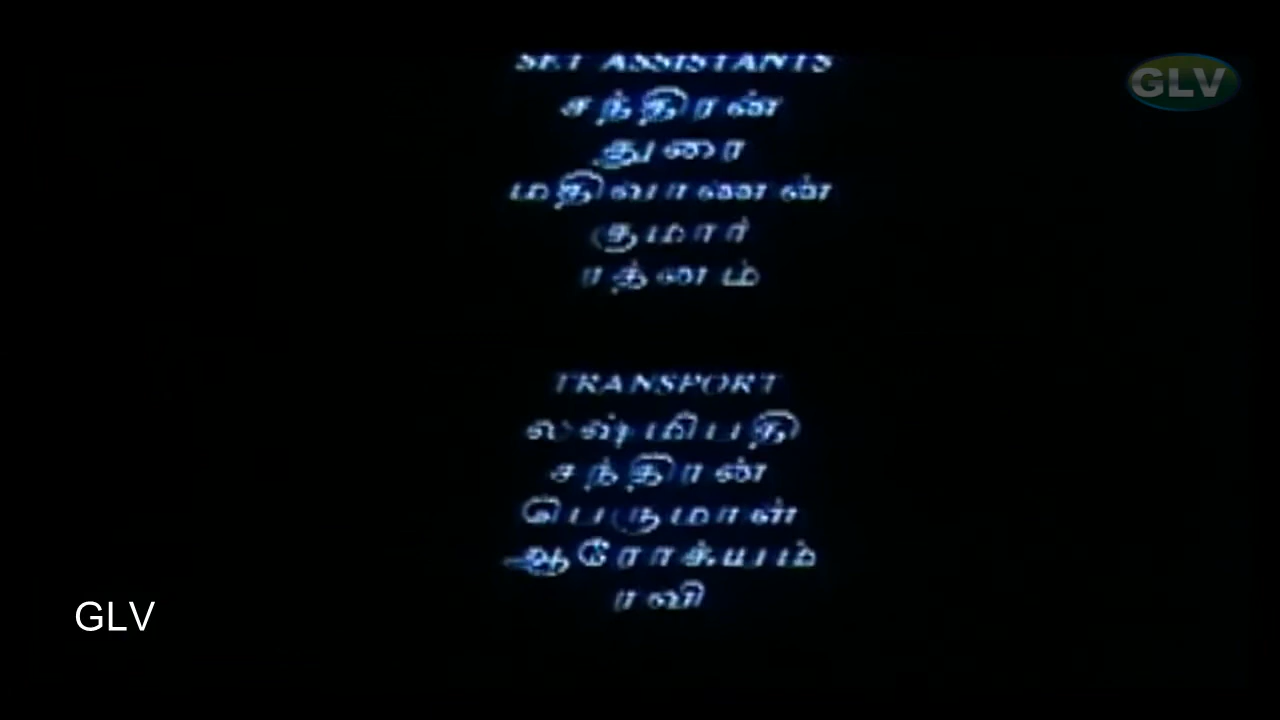 SET ASSISTANTS
GLV
சந்திரன்
துரை
மதிவாணன்
குமார்
ரத்னம்
TRANSPORT
லஷ்மிபதி
சந்திரன்
பெருமாள்
ஆரோக்யம்
ரவி
GLV